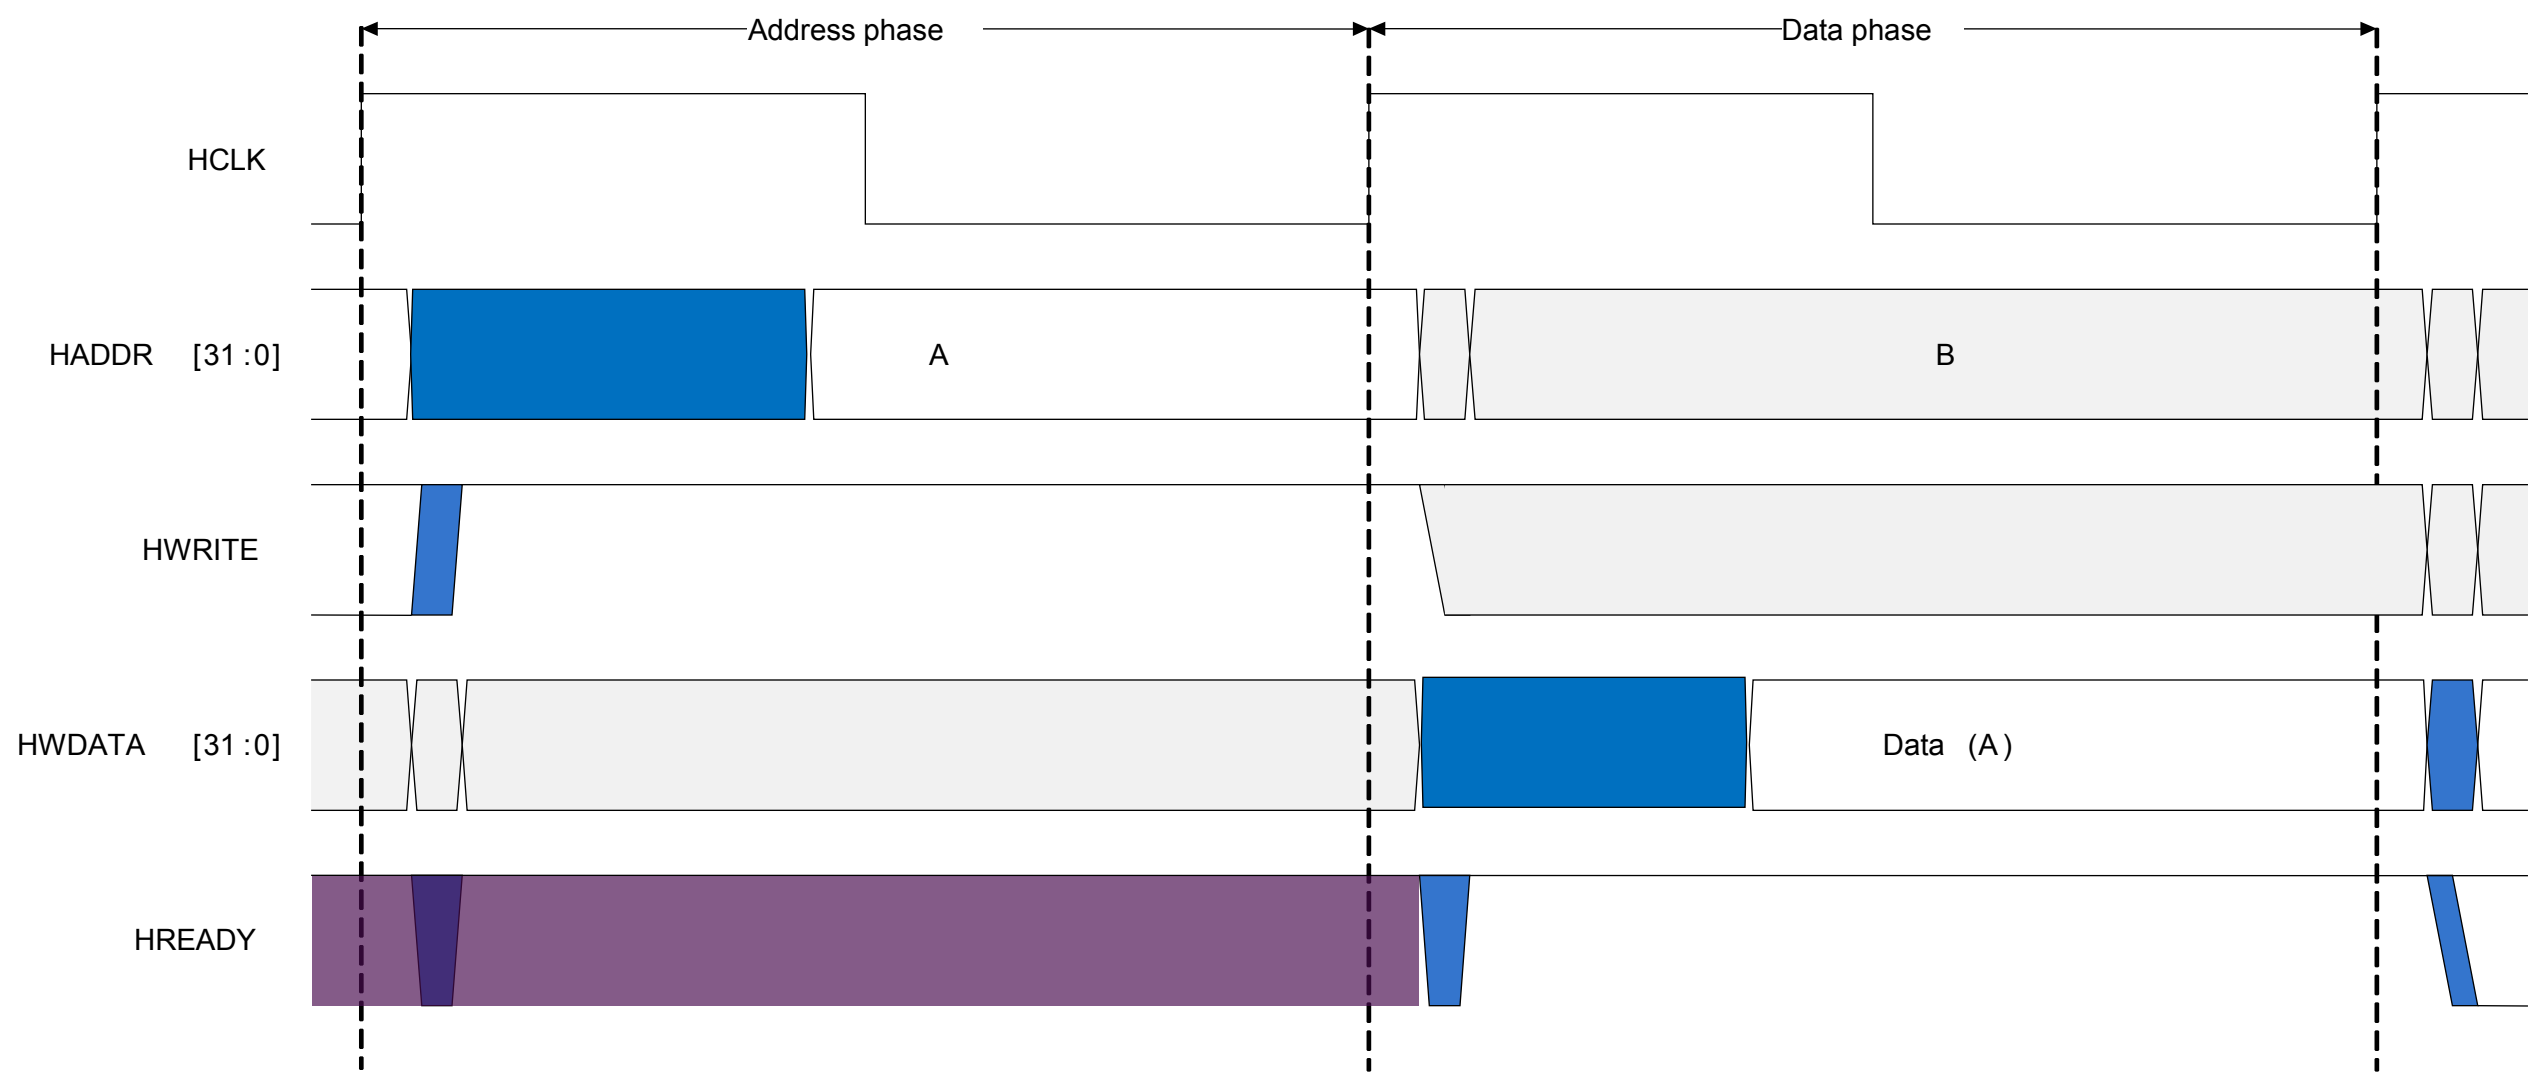 Address phase
Data phase
HCLK
HADDR [31:0]
A
B
HWRITE
HWDATA [31:0]
Data (A)
HREADY